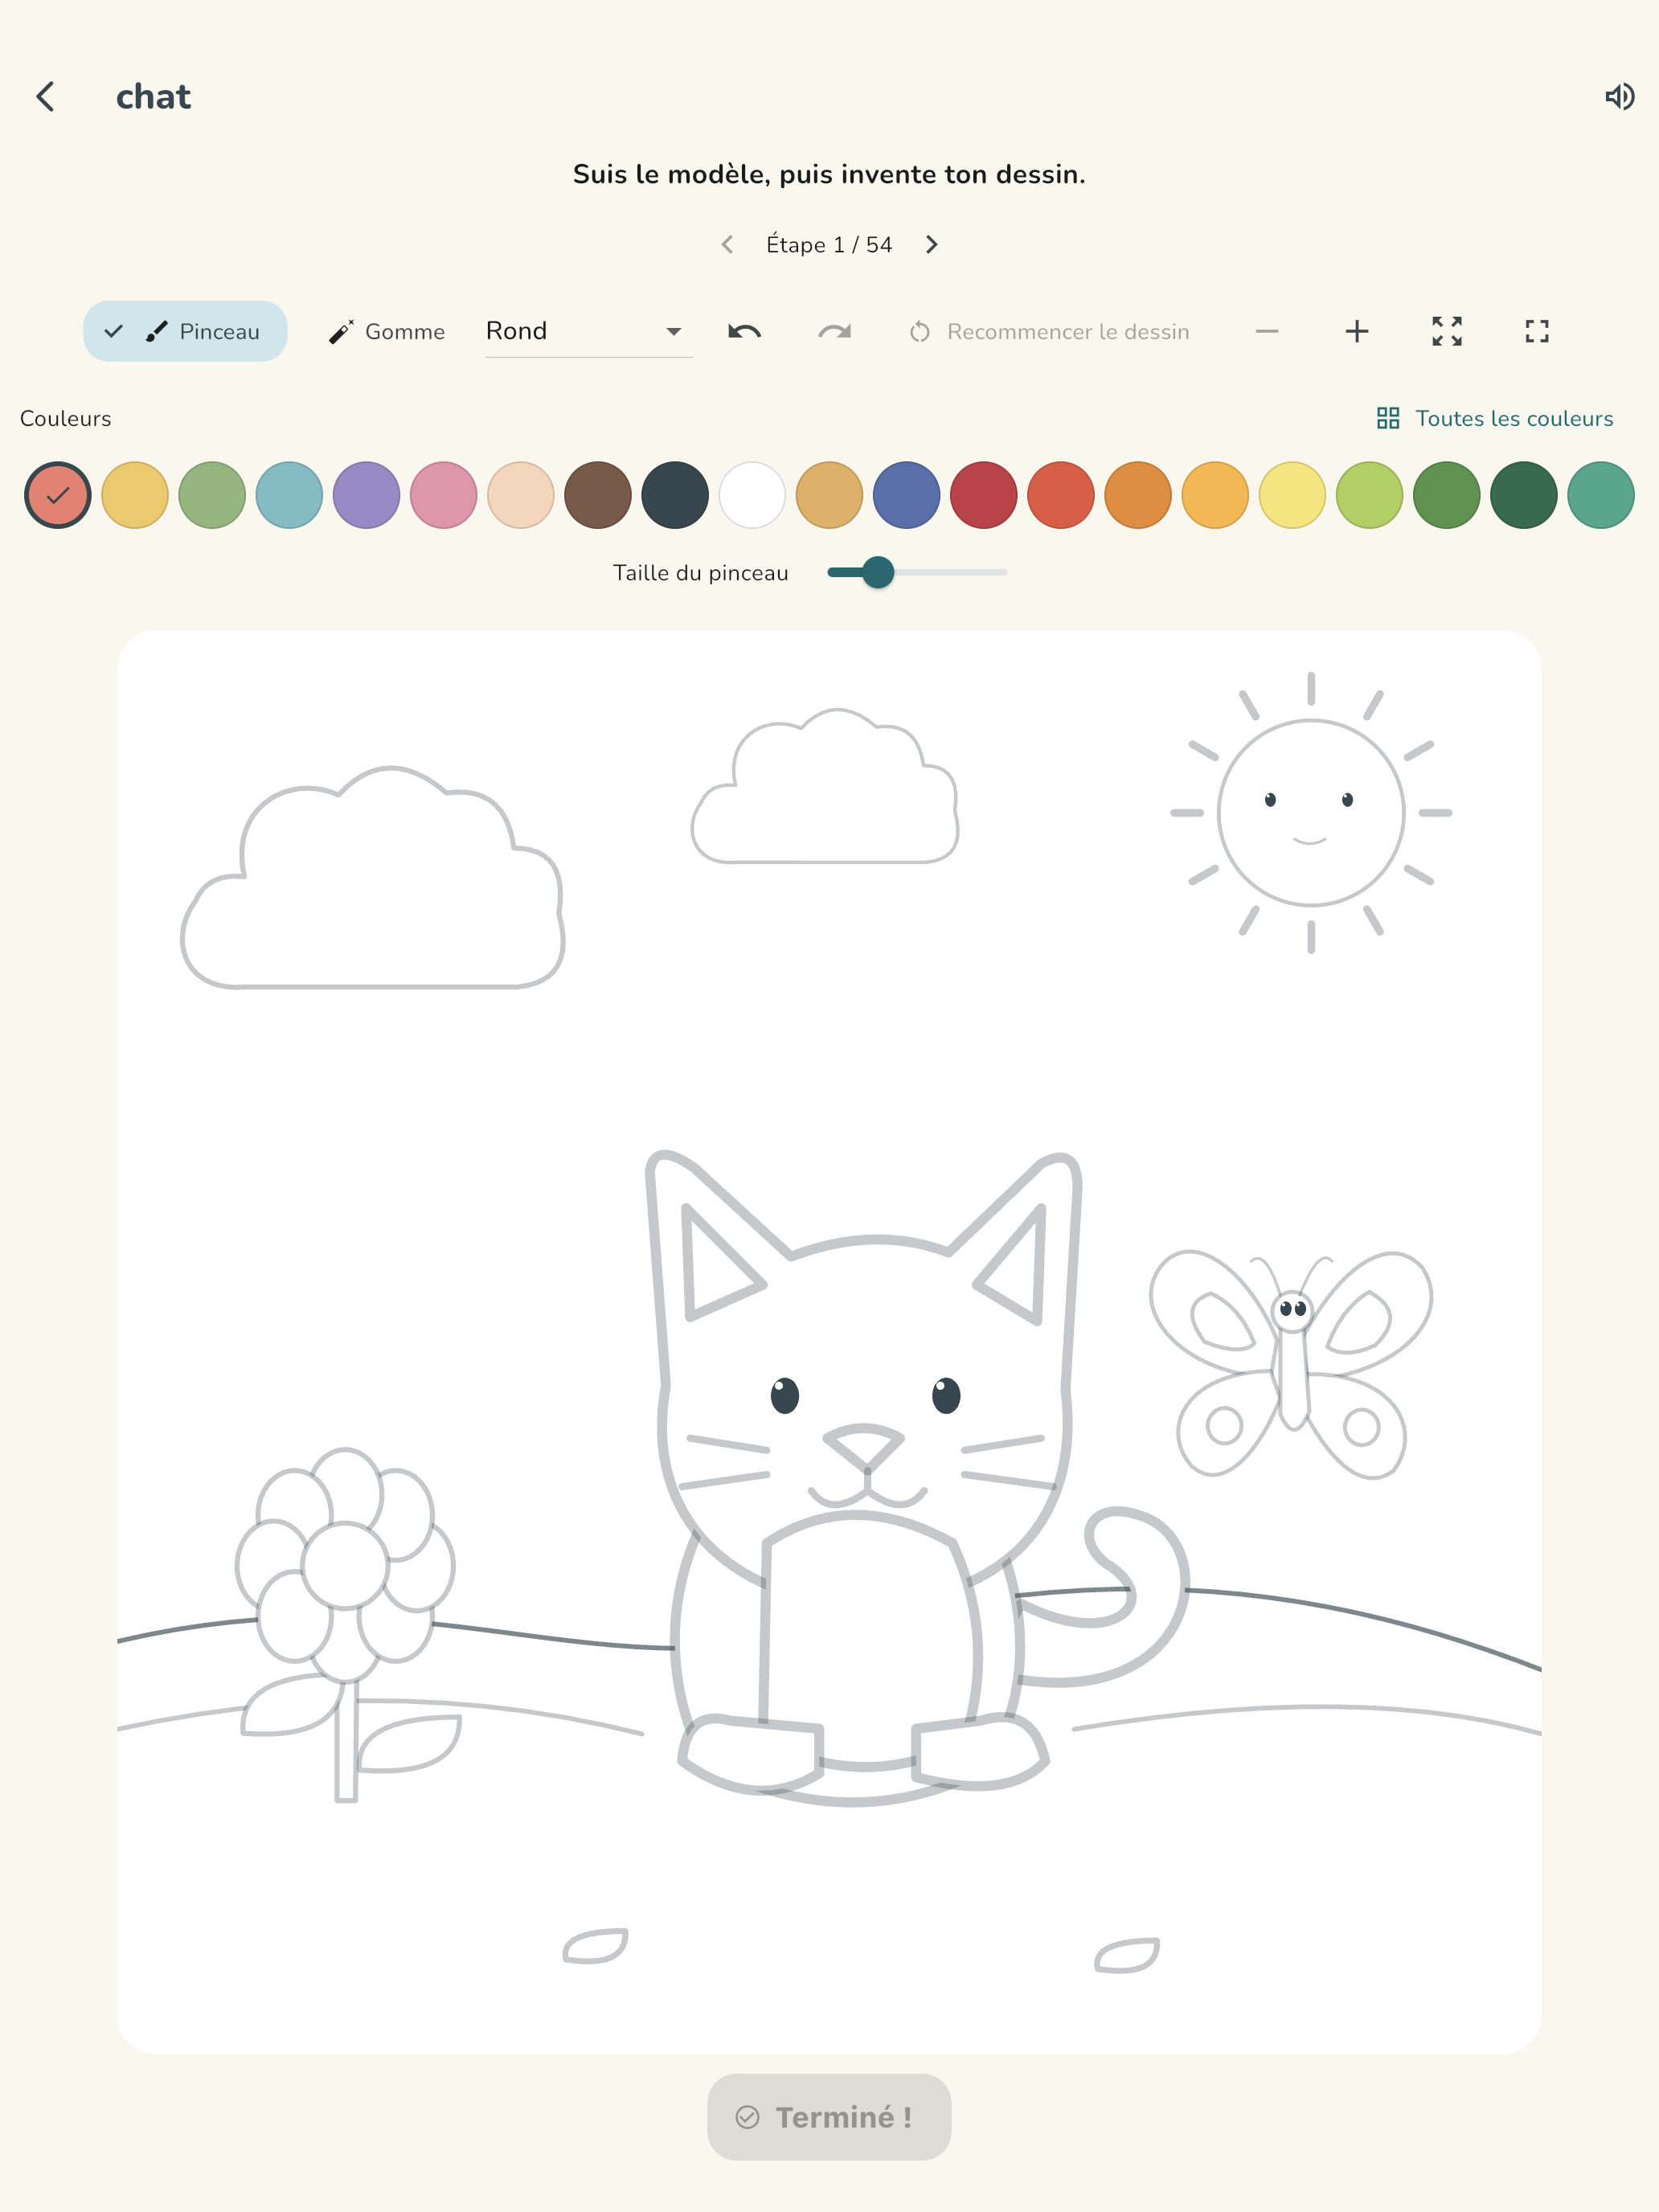 chat
Suis le modèle, puis invente ton dessin.
Étape 1 / 54
Pinceau
Gomme
Rond
Recommencer le dessin
Couleurs
Toutes les couleurs
Taille du pinceau
Terminé !